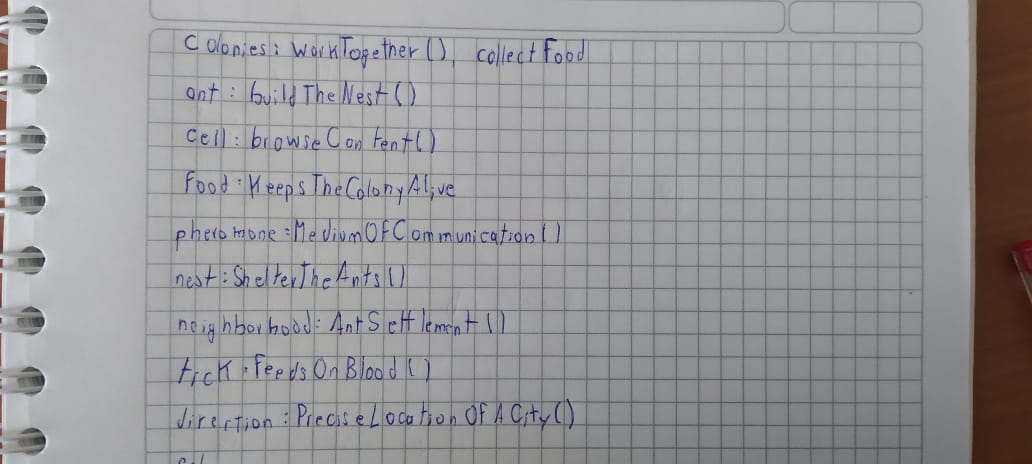 Colonies: WorkTogether(), collectFood
ant: buildTheNest()
cell: browseContent()
Food: KeepsTheColonyAlive
pheromone: MediumOfCommunication()
nest: ShelterTheAnts()
neighborhood: AntSettlement()
tick: FeedsOnBlood()
direction: PreciseLocationOfACity()